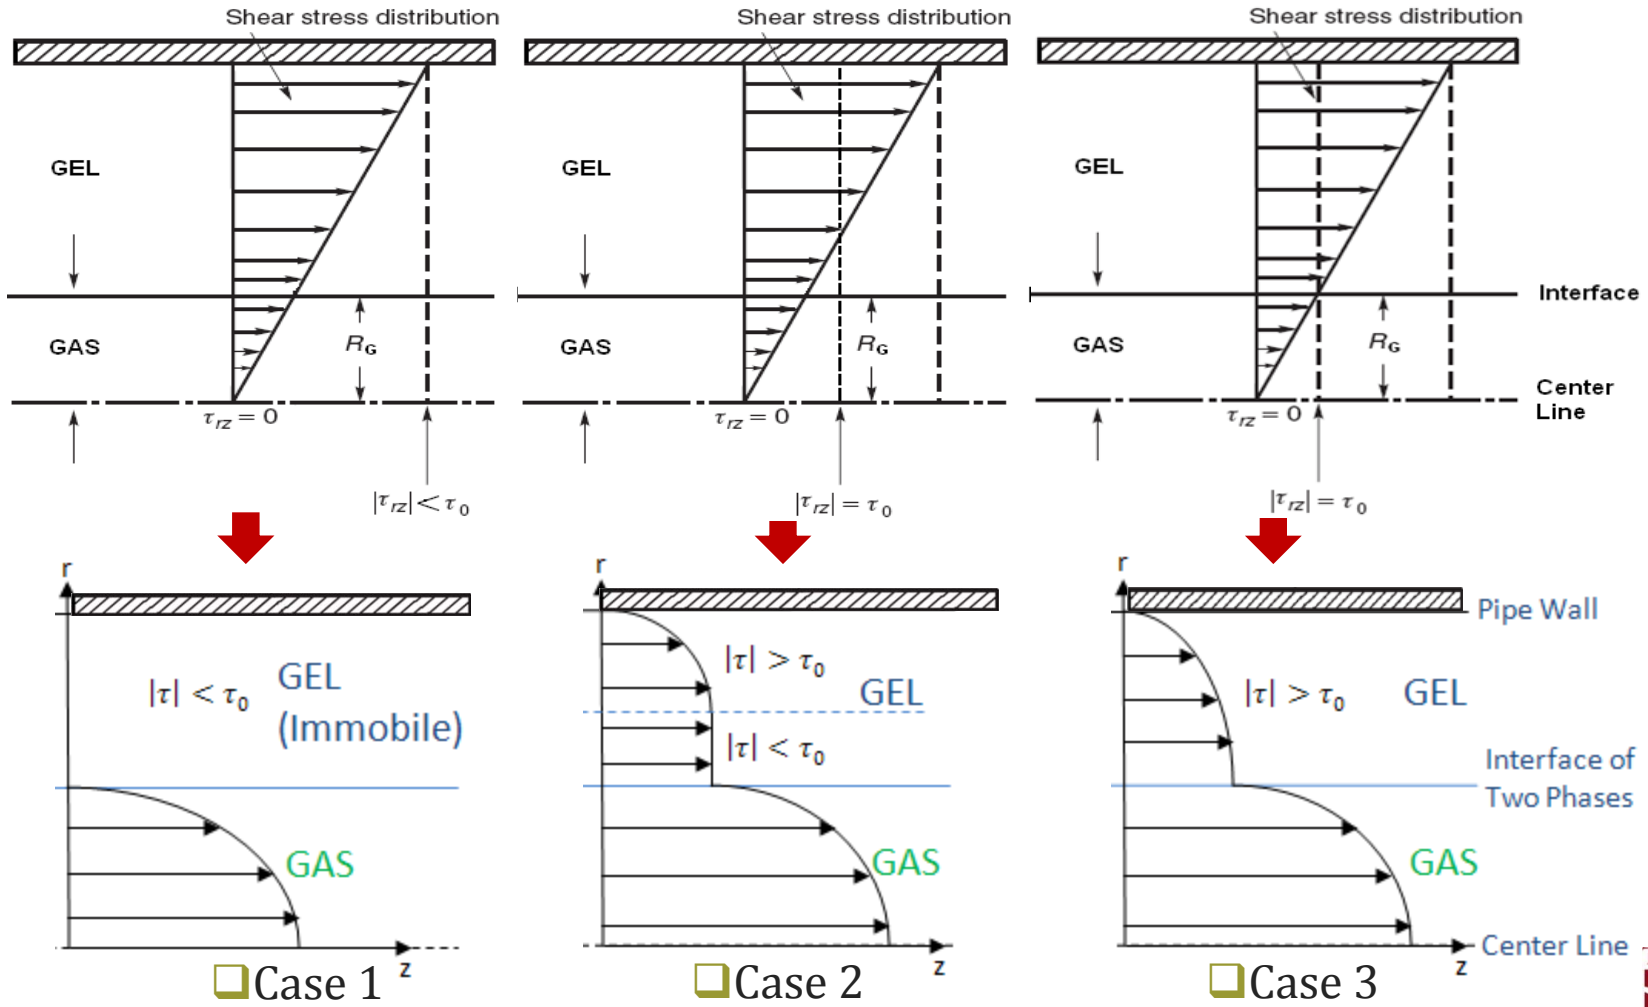 Shear stress distribution
Shear stress distribution
Shear stress distribution
GEL
GEL
GEL
Interface
GAS
R_G
GAS
R_G
GAS
R_G
Center
Line
τ_rz = 0
τ_rz = 0
τ_rz = 0
|τ_rz| < τ_0
|τ_rz| = τ_0
|τ_rz| = τ_0
r
|τ| < τ_0
GEL
(Immobile)
GAS
z
Case 1
r
|τ| > τ_0
GEL
|τ| < τ_0
GAS
z
Case 2
r
Pipe Wall
|τ| > τ_0
GEL
Interface of
Two Phases
GAS
Center Line
z
Case 3